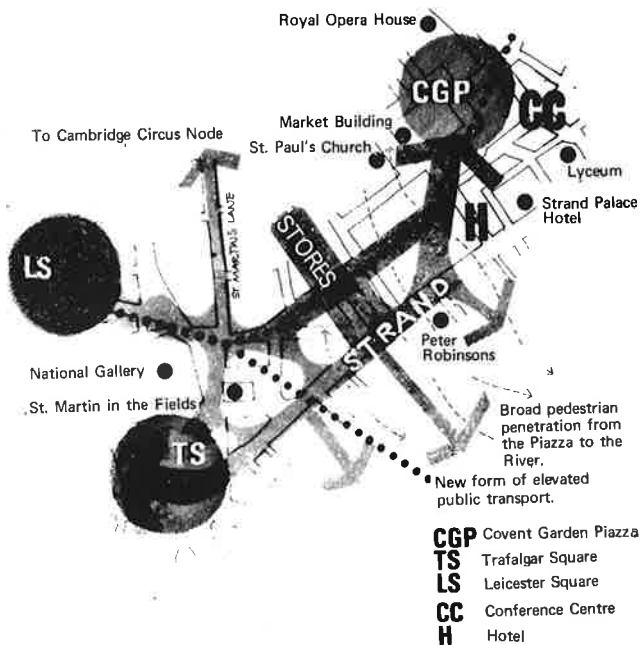 Royal Opera House
CGP
CC
Market Building
To Cambridge Circus Node
St. Paul's Church
Lyceum
Strand Palace
Hotel
H
ST. MARTINS LANE
STORES
LS
STRAND
Peter
Robinsons
National Gallery
St. Martin in the Fields
TS
Broad pedestrian
penetration from
the Piazza to the
River.
New form of elevated
public transport.
CGP Covent Garden Piazza
TS Trafalgar Square
LS Leicester Square
CC Conference Centre
H Hotel